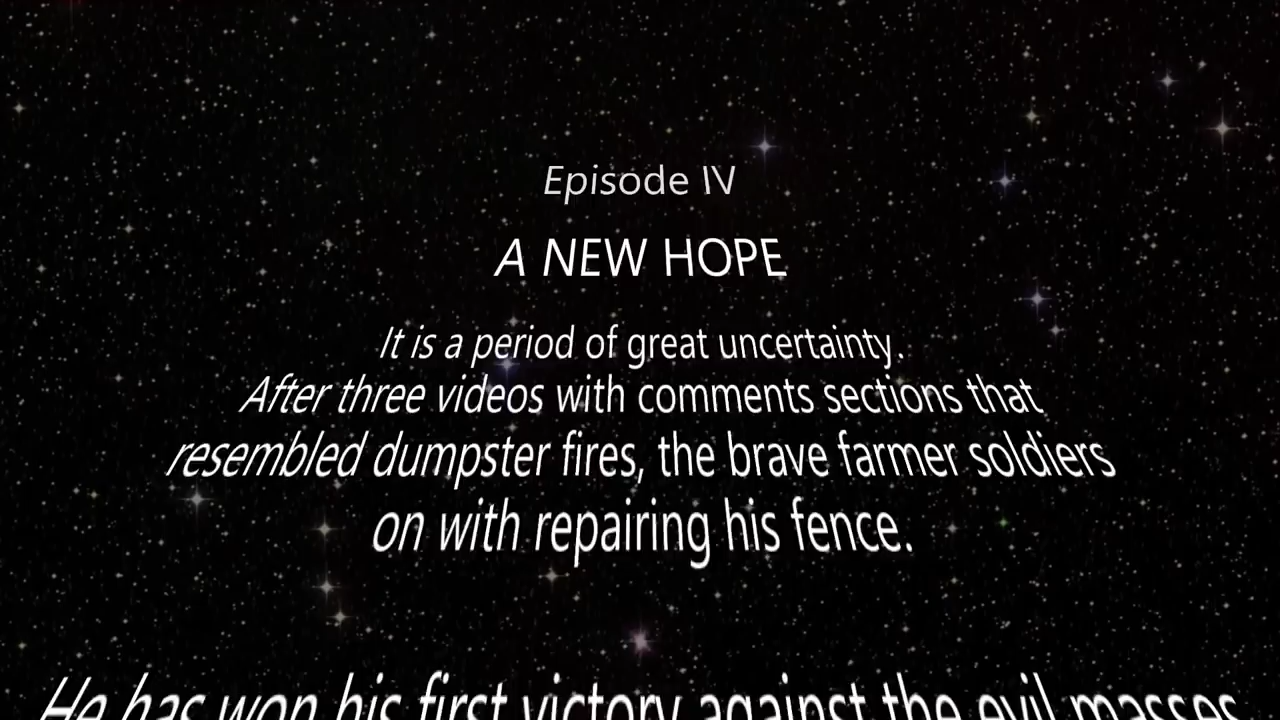 Episode IV
A NEW HOPE
It is a period of great uncertainty.
After three videos with comments sections that
resembled dumpster fires, the brave farmer soldiers
on with repairing his fence.
He has won his first victory against the evil masses